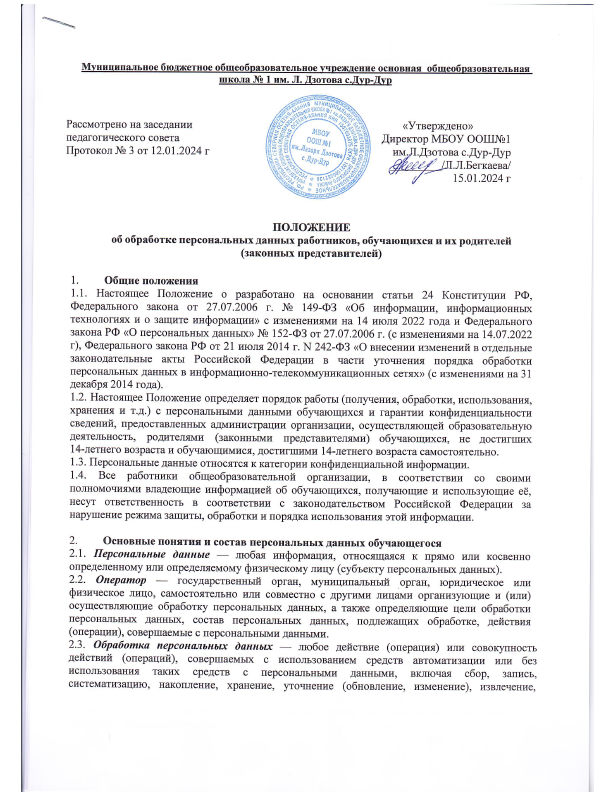 Муниципальное бюджетное общеобразовательное учреждение основная общеобразовательная
школа № 1 им. Л. Дзотова с.Дур-Дур
Рассмотрено на заседании
педагогического совета
Протокол № 3 от 12.01.2024 г
МБОУ
ООШ №1
им. Лазаря Дзотова
с.Дур-Дур
«Утверждено»
Директор МБОУ ООШ№1
им.Л.Дзотова с.Дур-Дур
/Л.Л.Бегкаева/
15.01.2024 г
ПОЛОЖЕНИЕ
об обработке персональных данных работников, обучающихся и их родителей
(законных представителей)
1. Общие положения
1.1. Настоящее Положение о разработано на основании статьи 24 Конституции РФ,
Федерального закона от 27.07.2006 г. № 149-ФЗ «Об информации, информационных
технологиях и о защите информации» с изменениями на 14 июля 2022 года и Федерального
закона РФ «О персональных данных» № 152-ФЗ от 27.07.2006 г. (с изменениями на 14.07.2022
г), Федерального закона РФ от 21 июля 2014 г. N 242-ФЗ «О внесении изменений в отдельные
законодательные акты Российской Федерации в части уточнения порядка обработки
персональных данных в информационно-телекоммуникационных сетях» (с изменениями на 31
декабря 2014 года).
1.2. Настоящее Положение определяет порядок работы (получения, обработки, использования,
хранения и т.д.) с персональными данными обучающихся и гарантии конфиденциальности
сведений, предоставленных администрации организации, осуществляющей образовательную
деятельность, родителями (законными представителями) обучающихся, не достигших
14-летнего возраста и обучающимися, достигшими 14-летнего возраста самостоятельно.
1.3. Персональные данные относятся к категории конфиденциальной информации.
1.4. Все работники общеобразовательной организации, в соответствии со своими
полномочиями владеющие информацией об обучающихся, получающие и использующие её,
несут ответственность в соответствии с законодательством Российской Федерации за
нарушение режима защиты, обработки и порядка использования этой информации.
2. Основные понятия и состав персональных данных обучающегося
2.1. Персональные данные — любая информация, относящаяся к прямо или косвенно
определенному или определяемому физическому лицу (субъекту персональных данных).
2.2. Оператор — государственный орган, муниципальный орган, юридическое или
физическое лицо, самостоятельно или совместно с другими лицами организующие и (или)
осуществляющие обработку персональных данных, а также определяющие цели обработки
персональных данных, состав персональных данных, подлежащих обработке, действия
(операции), совершаемые с персональными данными.
2.3. Обработка персональных данных — любое действие (операция) или совокупность
действий (операций), совершаемых с использованием средств автоматизации или без
использования таких средств с персональными данными, включая сбор, запись,
систематизацию, накопление, хранение, уточнение (обновление, изменение), извлечение,